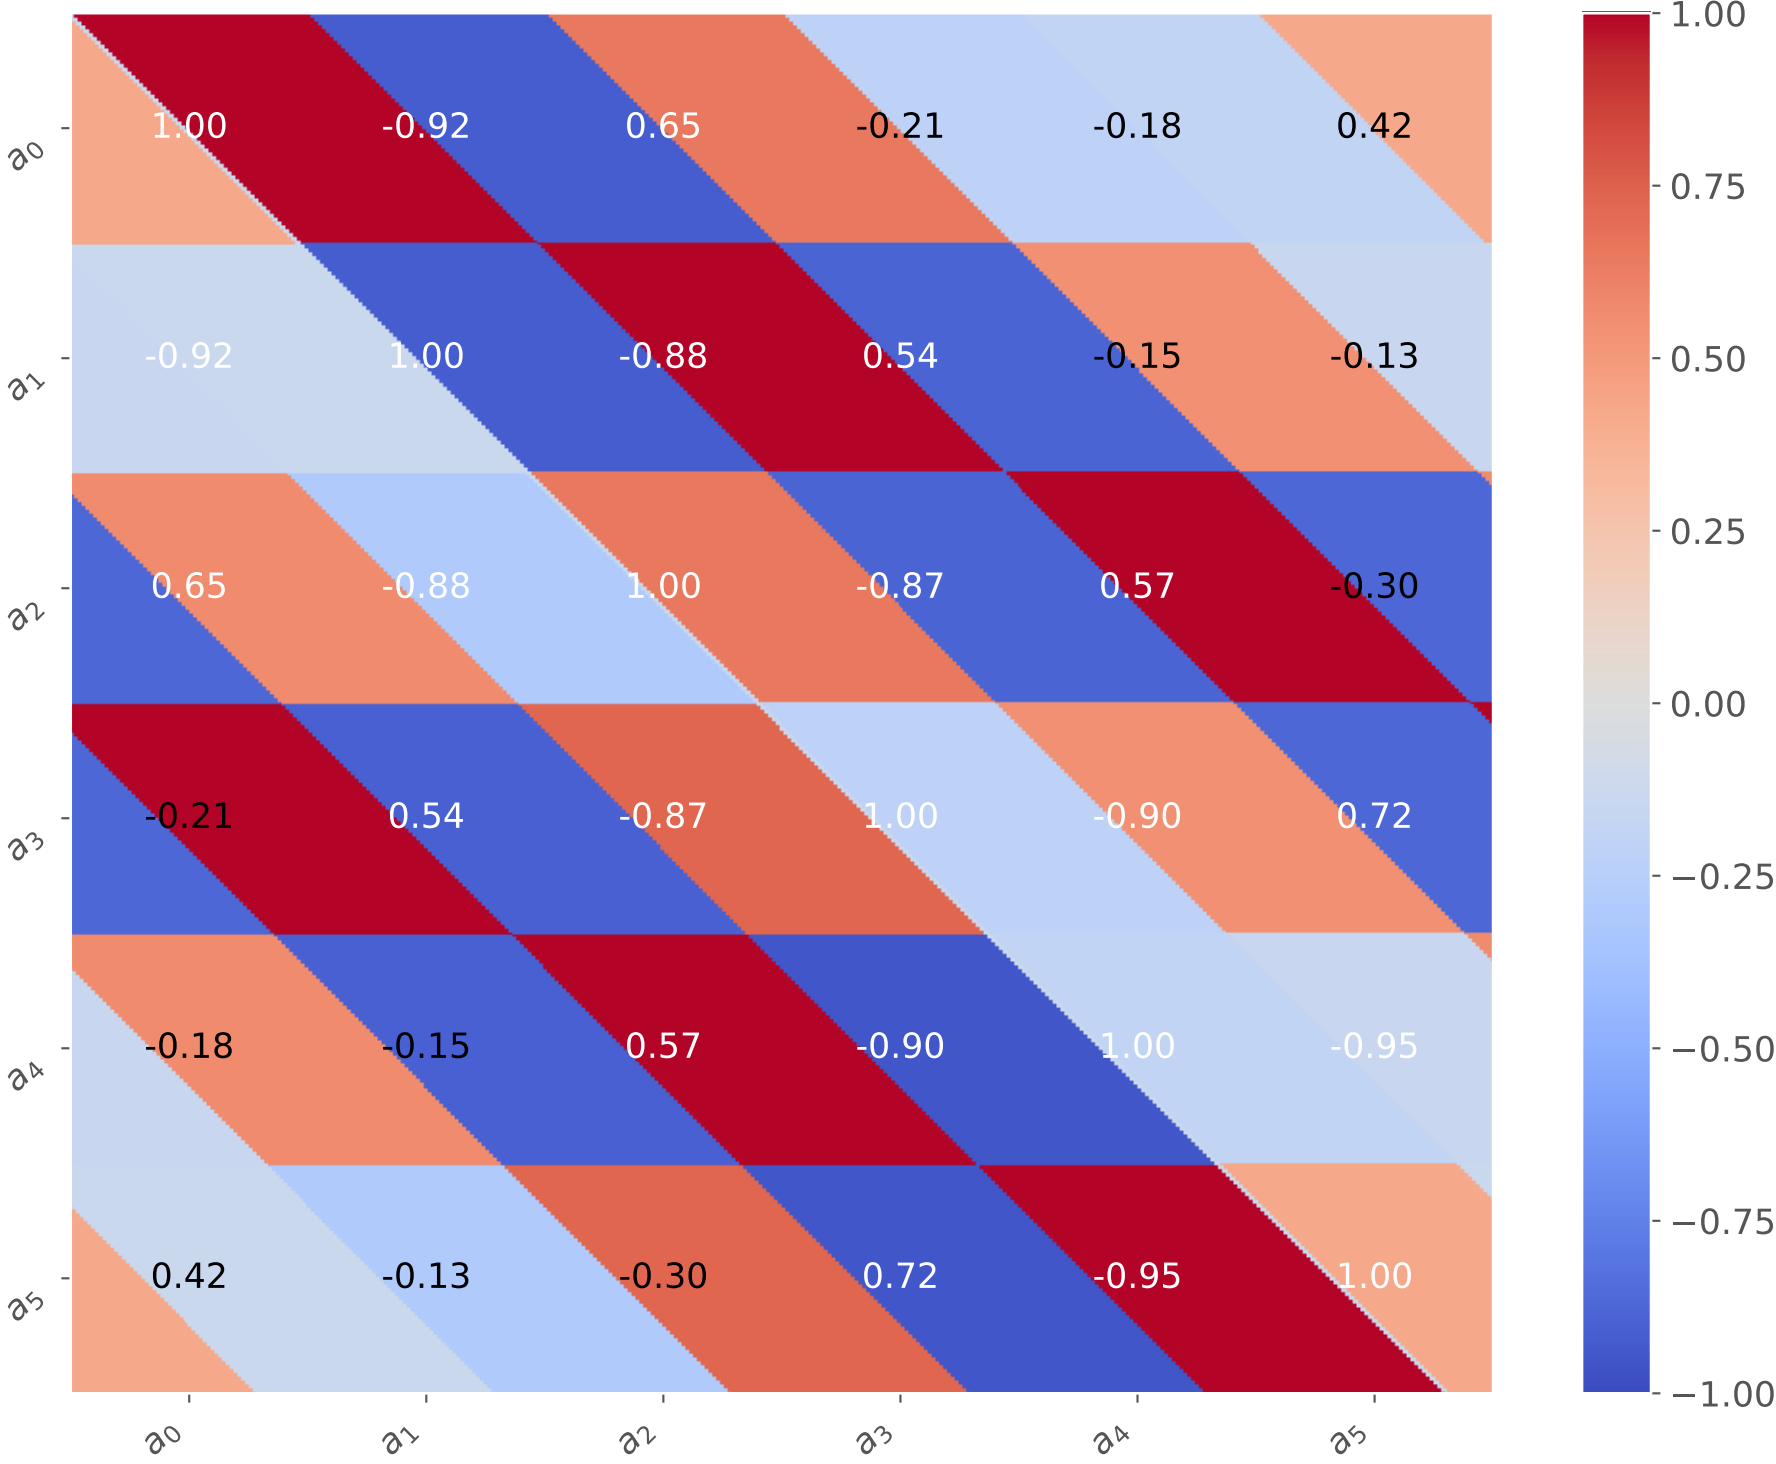 1.00
a₀ 1.00 -0.92 0.65 -0.21 -0.18 0.42
0.75
a₁ -0.92 1.00 -0.88 0.54 -0.15 -0.13
0.50
0.25
a₂ 0.65 -0.88 1.00 -0.87 0.57 -0.30
0.00
a₃ -0.21 0.54 -0.87 1.00 -0.90 0.72
−0.25
a₄ -0.18 -0.15 0.57 -0.90 1.00 -0.95
−0.50
−0.75
a₅ 0.42 -0.13 -0.30 0.72 -0.95 1.00
−1.00
a₀ a₁ a₂ a₃ a₄ a₅